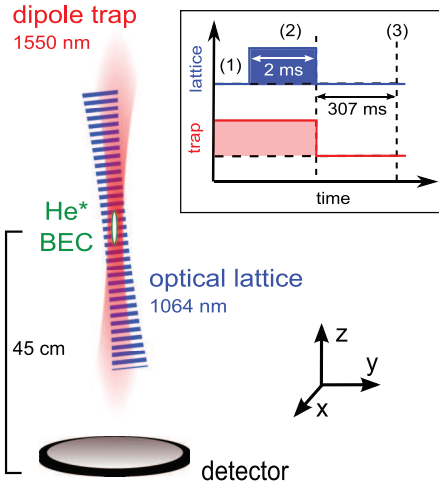 dipole trap
1550 nm
He*
BEC
optical lattice
1064 nm
45 cm
detector
lattice
trap
(1)
(2)
(3)
2 ms
307 ms
time
z
y
x